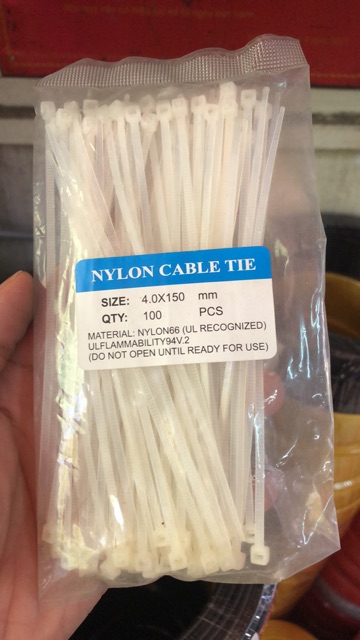 NYLON CABLE TIE
SIZE: 4.0X150 mm
QTY: 100 PCS
MATERIAL: NYLON66 (UL RECOGNIZED)
ULFLAMMABILITY94V.2
(DO NOT OPEN UNTIL READY FOR USE)